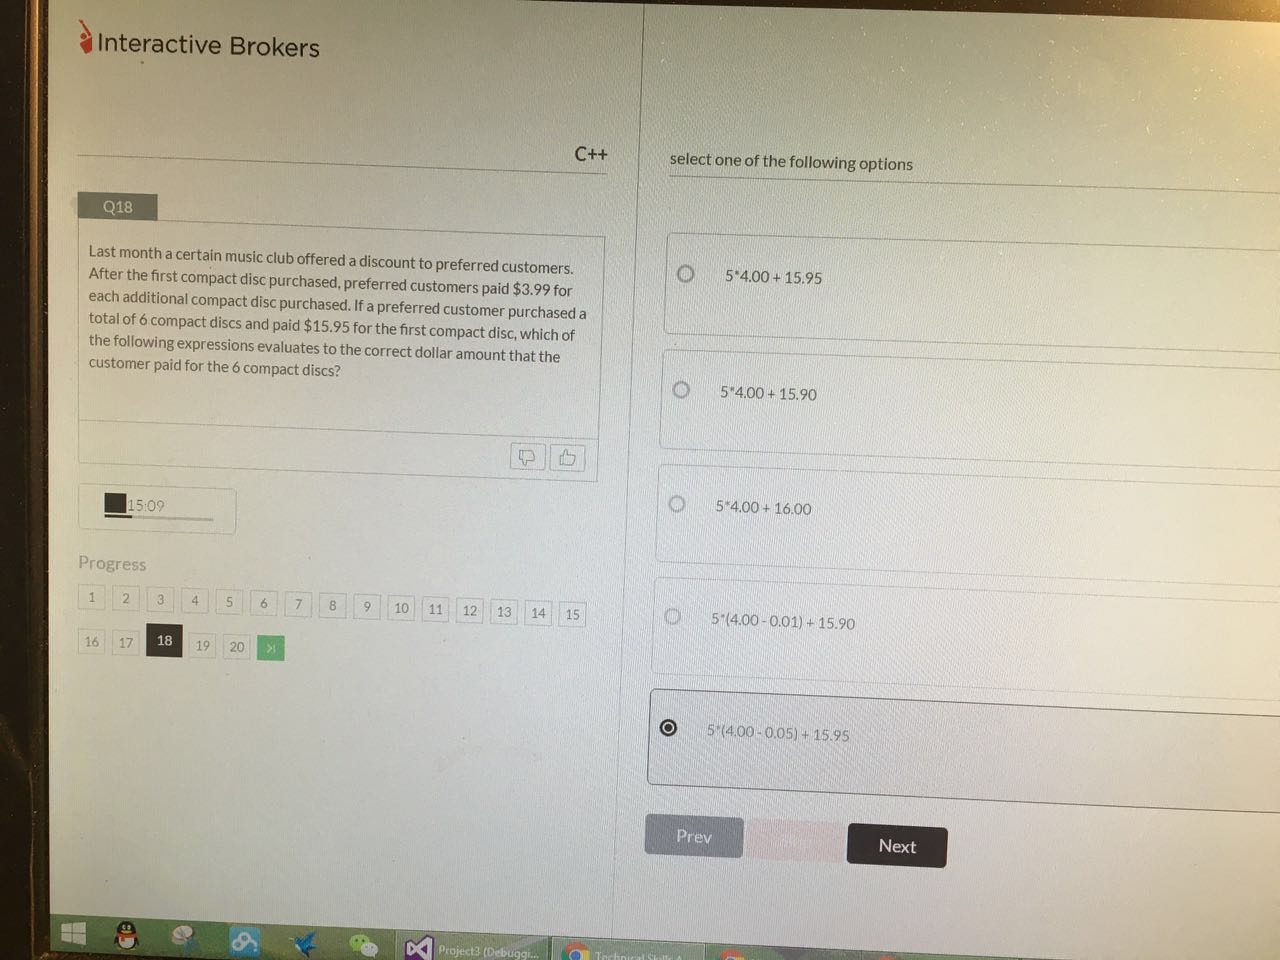 Interactive Brokers
C++
Q18
Last month a certain music club offered a discount to preferred customers.
After the first compact disc purchased, preferred customers paid $3.99 for
each additional compact disc purchased. If a preferred customer purchased a
total of 6 compact discs and paid $15.95 for the first compact disc, which of
the following expressions evaluates to the correct dollar amount that the
customer paid for the 6 compact discs?
15:09
Progress
1 2 3 4 5 6 7 8 9 10 11 12 13 14 15
16 17 18 19 20
select one of the following options
5*4.00 + 15.95
5*4.00 + 15.90
5*4.00 + 16.00
5*(4.00 - 0.01) + 15.90
5*(4.00 - 0.05) + 15.95
Prev Next
Project3 (Debuggi...
Technical Skills A